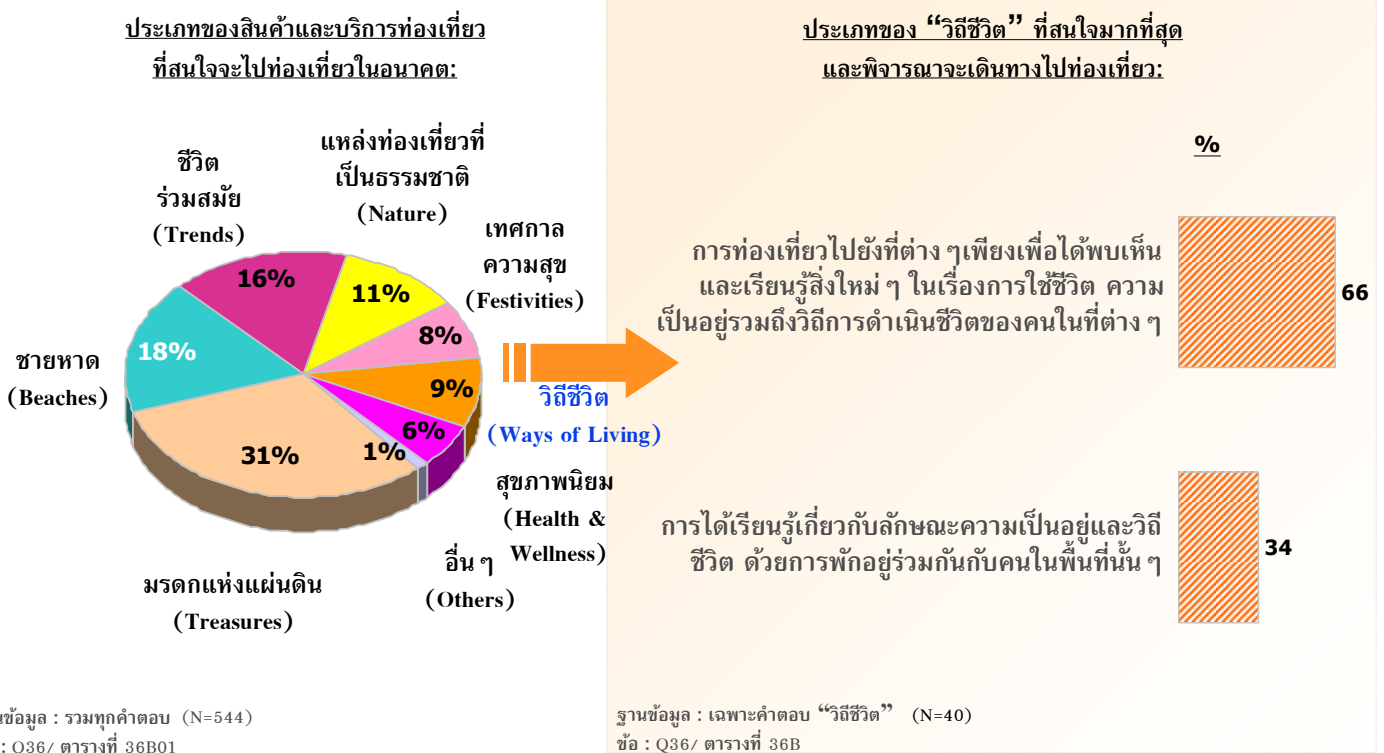 ประเภทของสินค้าและบริการท่องเที่ยว
ที่สนใจจะไปท่องเที่ยวในอนาคต:
ชีวิต
ร่วมสมัย
(Trends)
แหล่งท่องเที่ยวที่
เป็นธรรมชาติ
(Nature)
เทศกาล
ความสุข
(Festivities)
16%
11%
8%
18%
9%
6%
31%
1%
ชายหาด
(Beaches)
วิถีชีวิต
(Ways of Living)
สุขภาพนิยม
(Health &
Wellness)
อื่น ๆ
(Others)
มรดกแห่งแผ่นดิน
(Treasures)
นข้อมูล : รวมทุกคำตอบ (N=544)
: Q36/ ตารางที่ 36B01
ประเภทของ “วิถีชีวิต” ที่สนใจมากที่สุด
และพิจารณาจะเดินทางไปท่องเที่ยว:
%
การท่องเที่ยวไปยังที่ต่าง ๆเพียงเพื่อได้พบเห็น
และเรียนรู้สิ่งใหม่ ๆ ในเรื่องการใช้ชีวิต ความ
เป็นอยู่รวมถึงวิถีการดำเนินชีวิตของคนในที่ต่าง ๆ
66
การได้เรียนรู้เกี่ยวกับลักษณะความเป็นอยู่และวิถี
ชีวิต ด้วยการพักอยู่ร่วมกันกับคนในพื้นที่นั้น ๆ
34
ฐานข้อมูล : เฉพาะคำตอบ “วิถีชีวิต” (N=40)
ข้อ : Q36/ ตารางที่ 36B